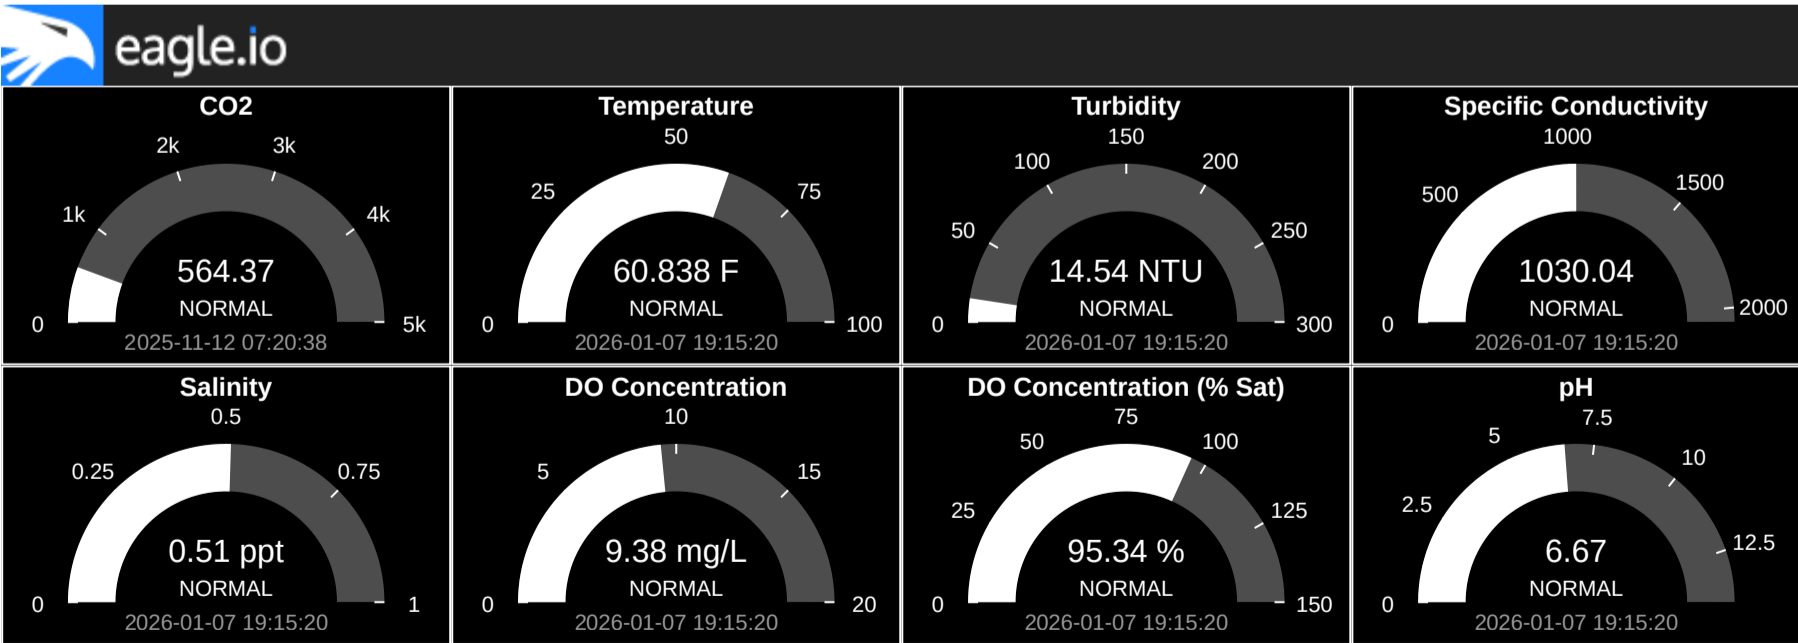 eagle.io
CO2
2k
3k
1k
4k
564.37
NORMAL
0
5k
2025-11-12 07:20:38
Temperature
50
25
75
60.838 F
NORMAL
0
100
2026-01-07 19:15:20
Turbidity
150
100
200
50
250
14.54 NTU
NORMAL
0
300
2026-01-07 19:15:20
Specific Conductivity
1000
500
1500
1030.04
NORMAL
2000
0
2026-01-07 19:15:20
Salinity
0.5
0.25
0.75
0.51 ppt
NORMAL
0
1
2026-01-07 19:15:20
DO Concentration
10
5
15
9.38 mg/L
NORMAL
0
20
2026-01-07 19:15:20
DO Concentration (% Sat)
75
50
100
25
125
95.34 %
NORMAL
0
150
2026-01-07 19:15:20
pH
7.5
5
10
2.5
12.5
6.67
NORMAL
0
2026-01-07 19:15:20